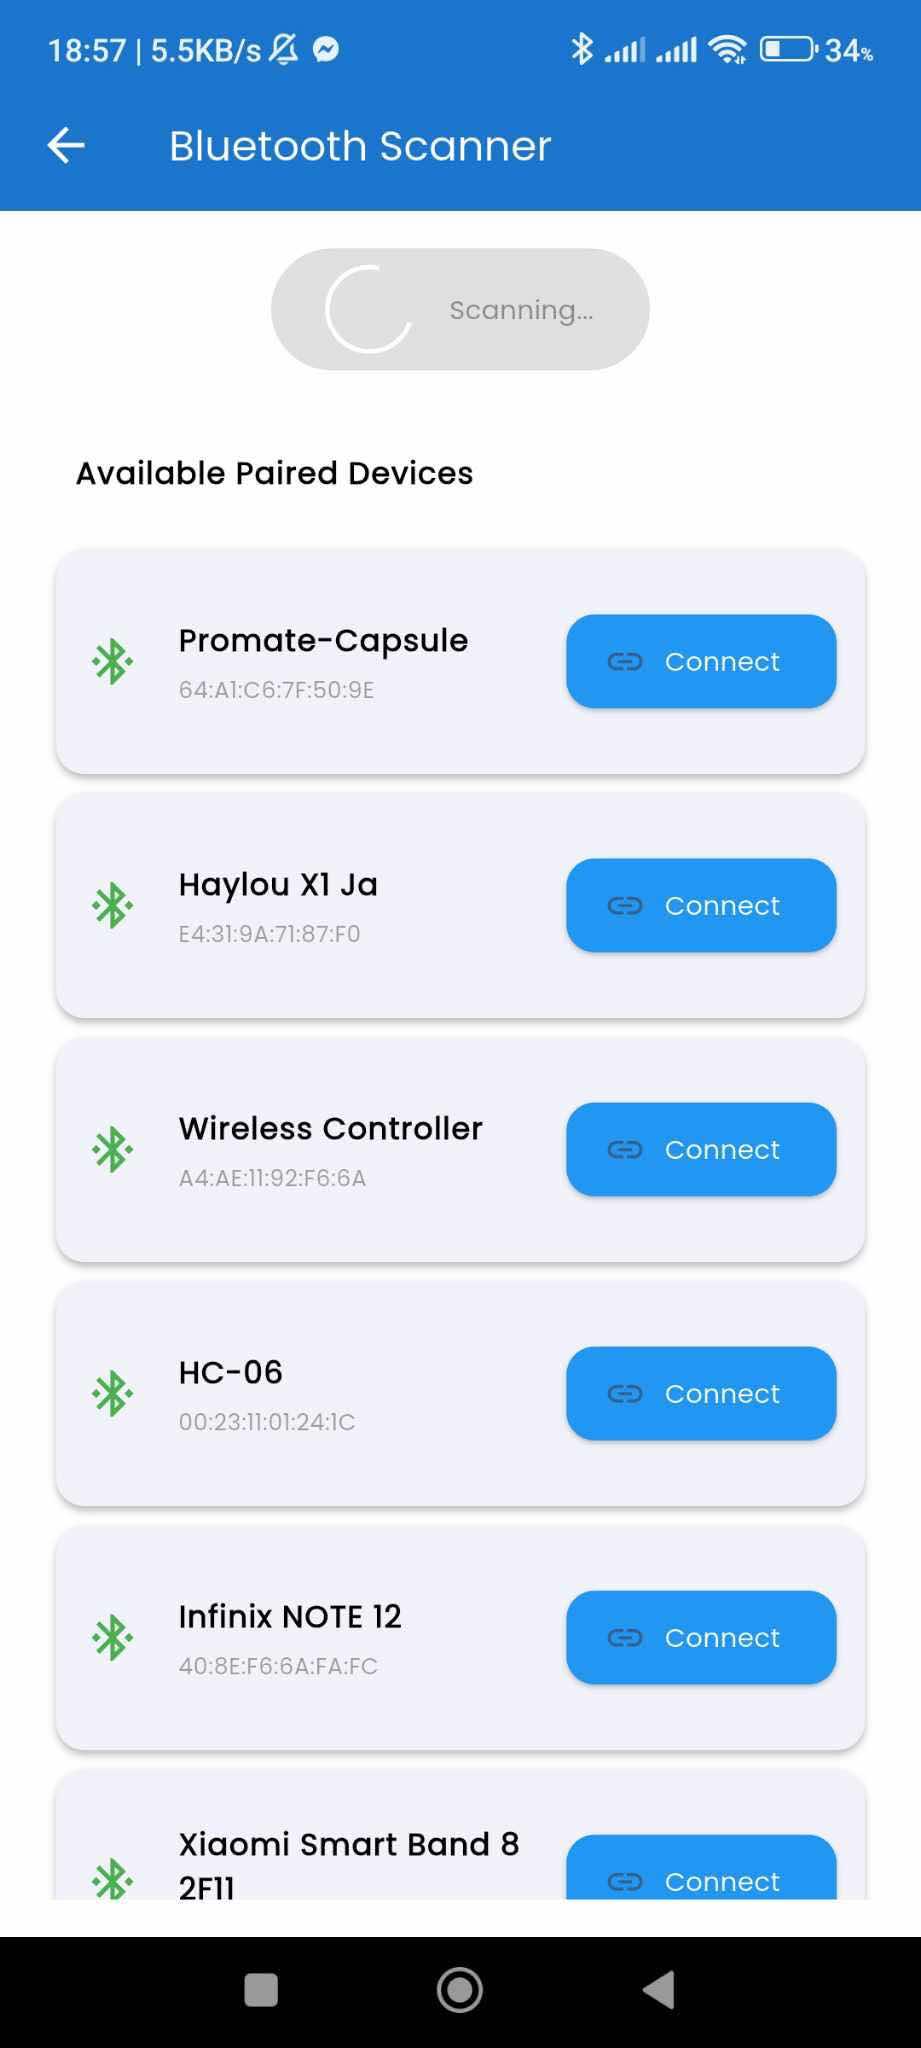 18:57 | 5.5KB/s 34%
Bluetooth Scanner
Scanning...
Available Paired Devices
Promate-Capsule
64:A1:C6:7F:50:9E
Connect
Haylou X1 Ja
E4:31:9A:71:87:F0
Connect
Wireless Controller
A4:AE:11:92:F6:6A
Connect
HC-06
00:23:11:01:24:1C
Connect
Infinix NOTE 12
40:8E:F6:6A:FA:FC
Connect
Xiaomi Smart Band 8
2F11
Connect